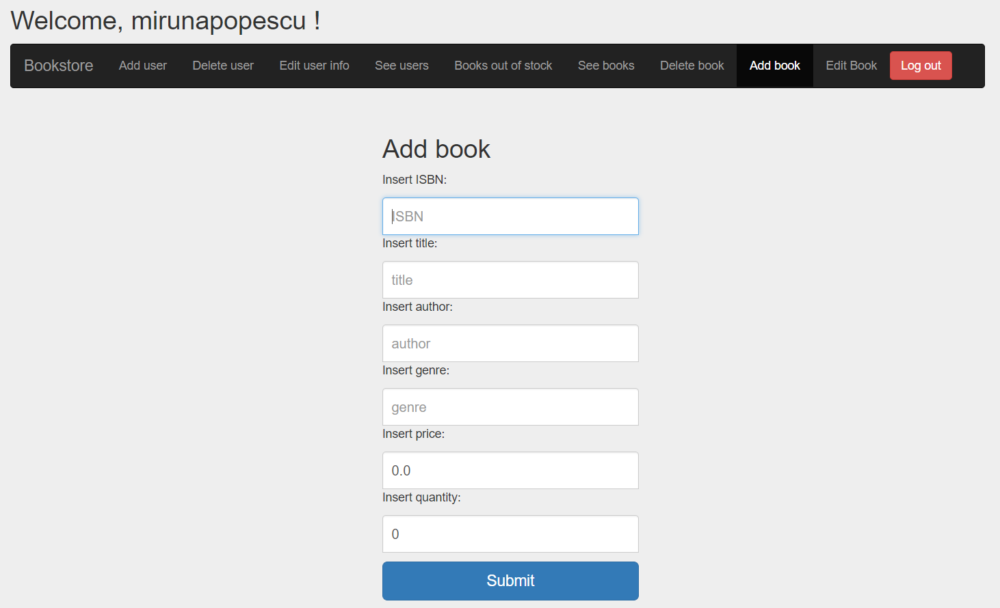 Welcome, mirunapopescu !
Bookstore Add user Delete user Edit user info See users Books out of stock See books Delete book Add book Edit Book Log out
Add book
Insert ISBN:
ISBN
Insert title:
title
Insert author:
author
Insert genre:
genre
Insert price:
0.0
Insert quantity:
0
Submit